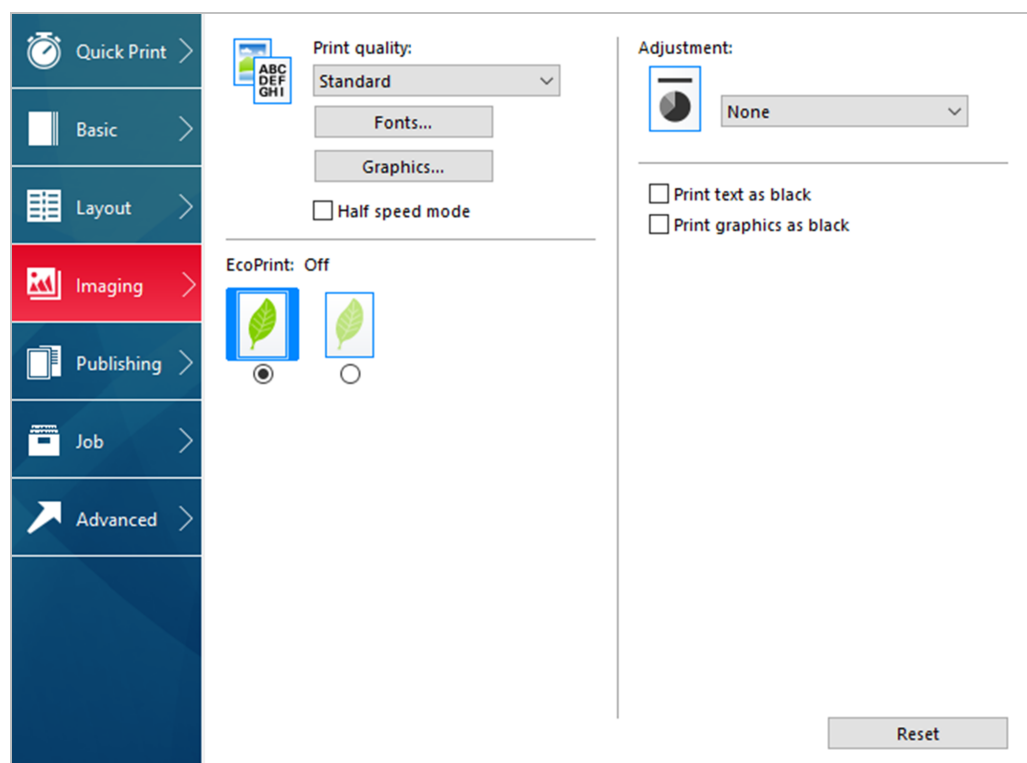 Quick Print
Basic
Layout
Imaging
Publishing
Job
Advanced
Print quality:
ABC
DEF
GHI
Standard
Fonts...
Graphics...
Half speed mode
EcoPrint: Off
Adjustment:
None
Print text as black
Print graphics as black
Reset